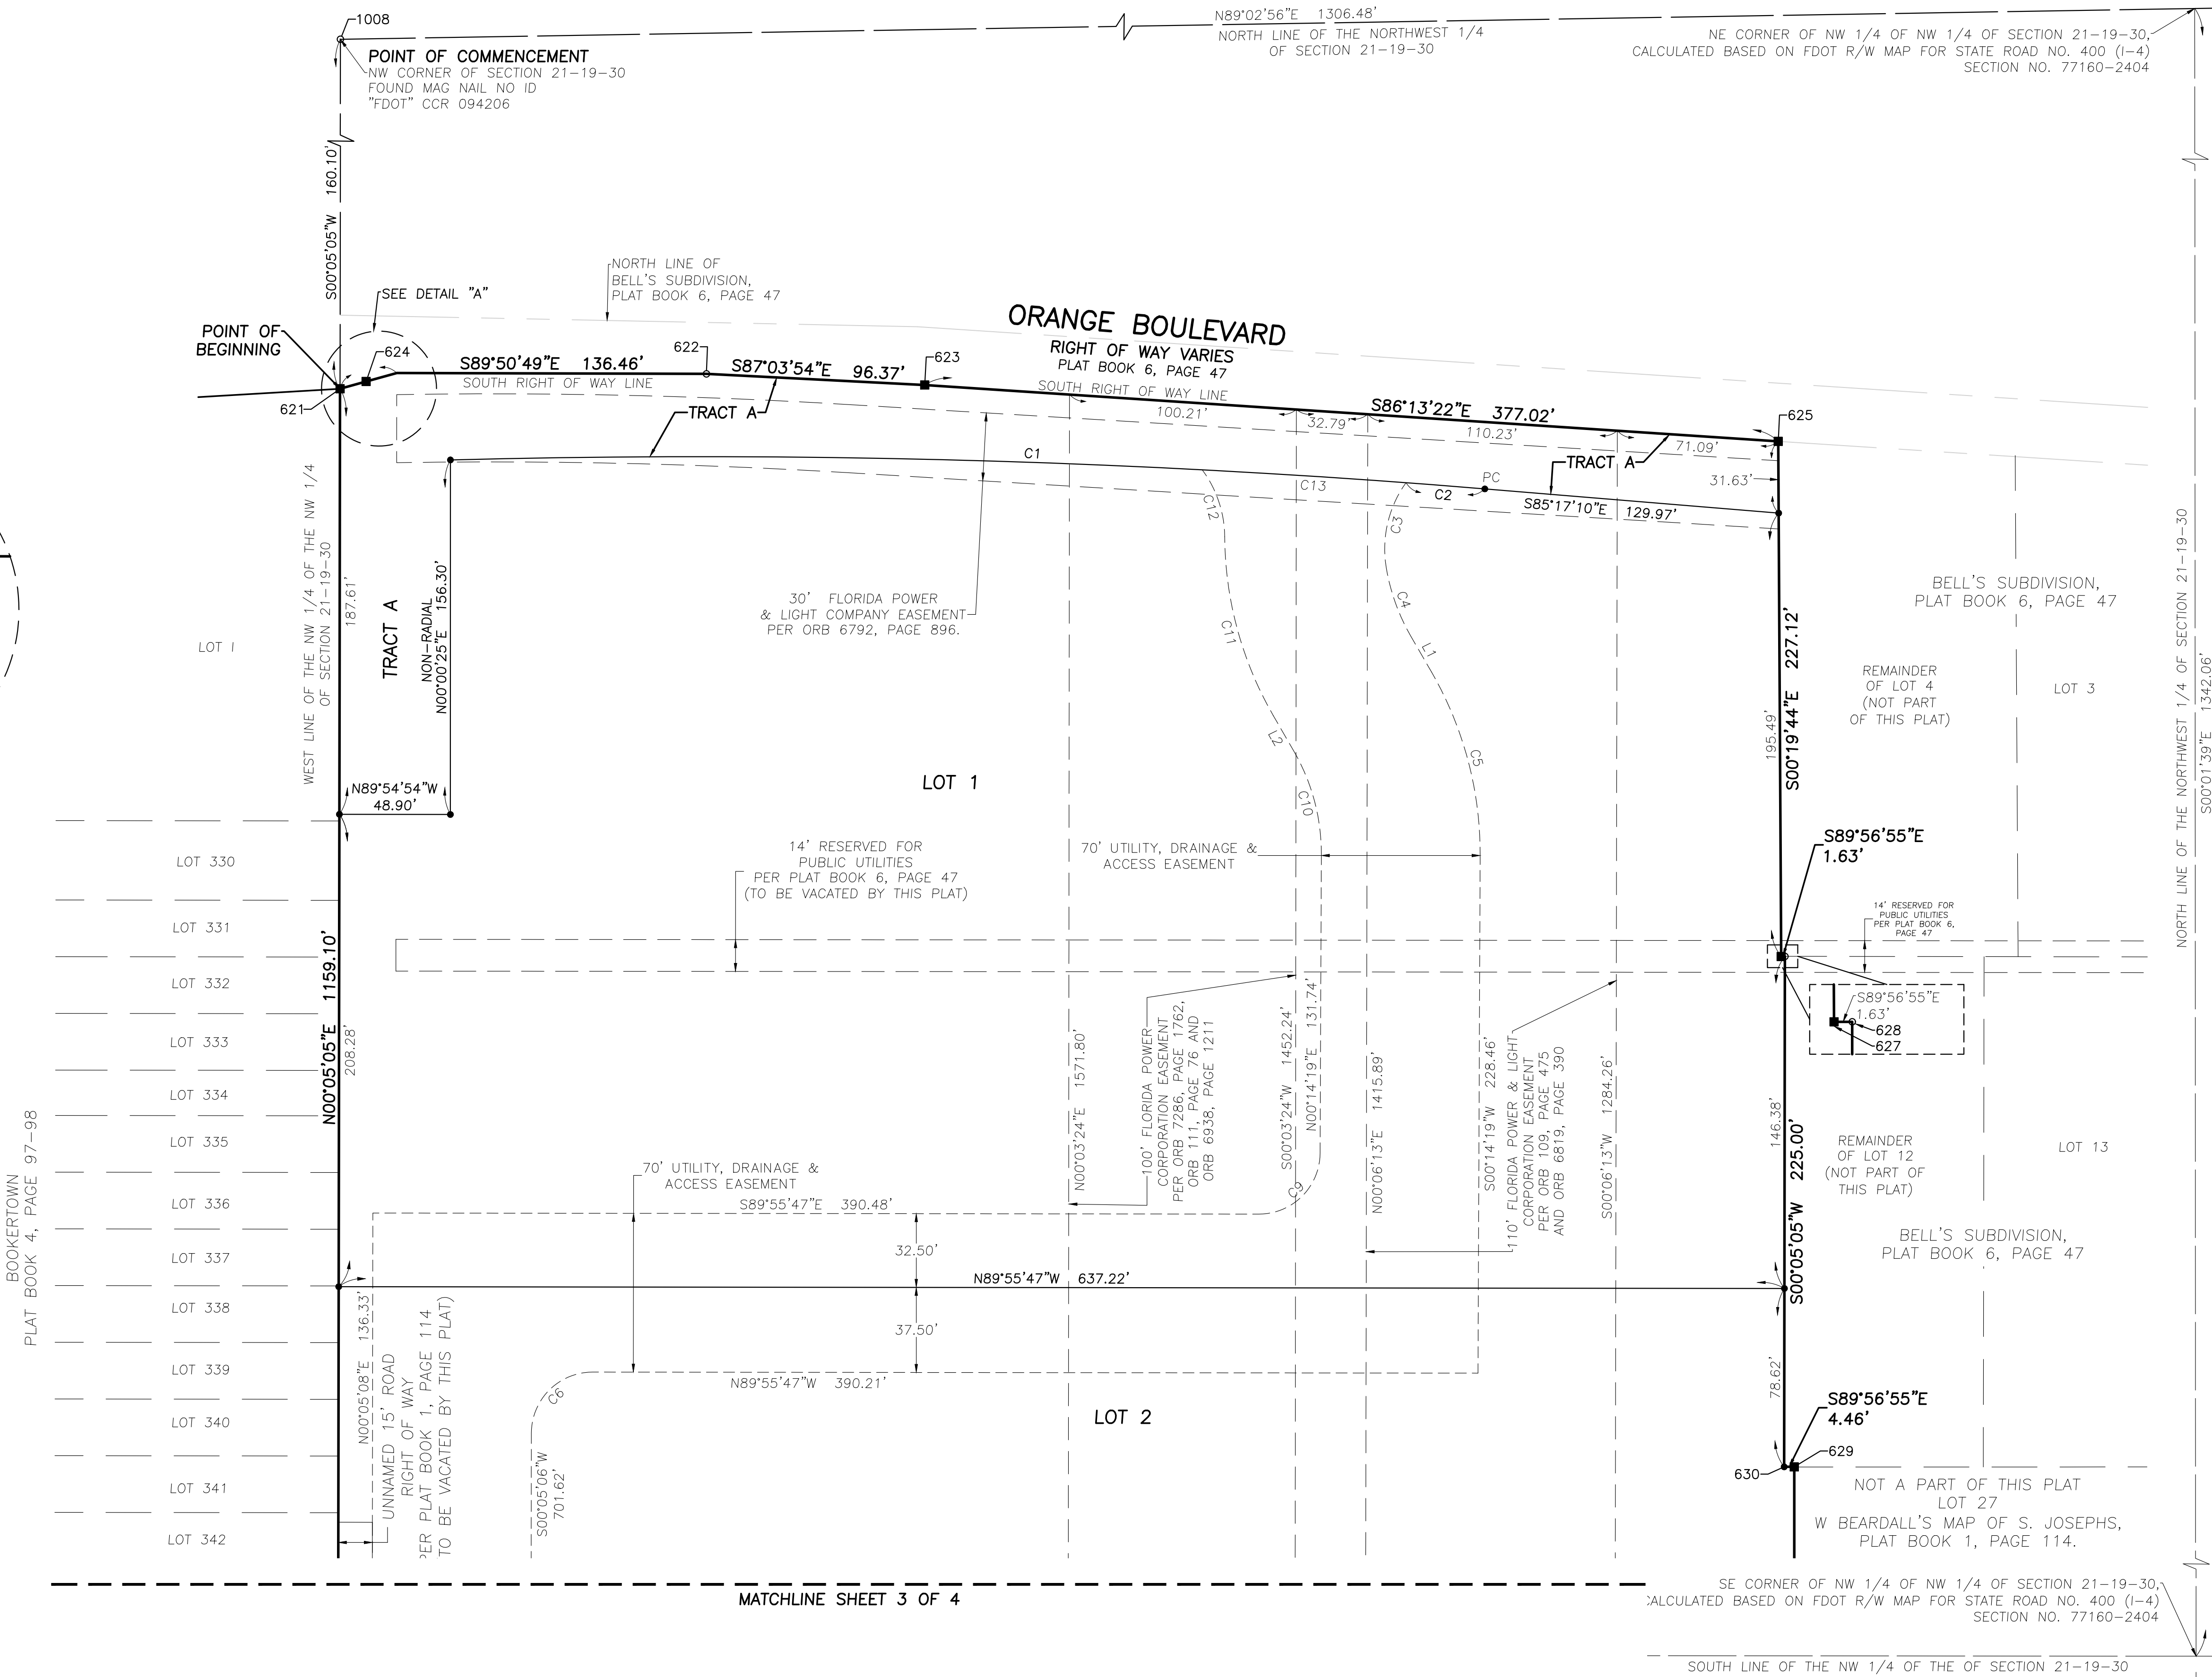 1008
POINT OF COMMENCEMENT
NW CORNER OF SECTION 21-19-30
FOUND MAG NAIL NO ID
"FDOT" CCR 094206
N89°02'56"E 1306.48'
NORTH LINE OF THE NORTHWEST 1/4
OF SECTION 21-19-30
NE CORNER OF NW 1/4 OF NW 1/4 OF SECTION 21-19-30,
CALCULATED BASED ON FDOT R/W MAP FOR STATE ROAD NO. 400 (I-4)
SECTION NO. 77160-2404
S00°05'05"W 160.10'
SEE DETAIL "A"
NORTH LINE OF
BELL'S SUBDIVISION,
PLAT BOOK 6, PAGE 47
ORANGE BOULEVARD
RIGHT OF WAY VARIES
PLAT BOOK 6, PAGE 47
POINT OF
BEGINNING
624
621
S89°50'49"E 136.46'
SOUTH RIGHT OF WAY LINE
622
S87°03'54"E 96.37'
623
SOUTH RIGHT OF WAY LINE
S86°13'22"E 377.02'
625
100.21'
32.79'
110.23'
71.09'
31.63'
TRACT A
TRACT A
C1
C13
C2
PC
S85°17'10"E 129.97'
C12
C3
C4
C11
L1
L2
C5
C10
C9
C6
WEST LINE OF THE NW 1/4 OF THE NW 1/4
OF SECTION 21-19-30
187.61'
TRACT A
NON-RADIAL
N00°00'25"E 156.30'
N89°54'54"W
48.90'
30' FLORIDA POWER
& LIGHT COMPANY EASEMENT
PER ORB 6792, PAGE 896.
LOT 1
BELL'S SUBDIVISION,
PLAT BOOK 6, PAGE 47
REMAINDER
OF LOT 4
(NOT PART
OF THIS PLAT)
LOT 3
NORTH LINE OF THE NORTHWEST 1/4 OF SECTION 21-19-30
S00°01'39"E 1342.06'
195.49'
S00°19'44"E 227.12'
S89°56'55"E
1.63'
14' RESERVED FOR
PUBLIC UTILITIES
PER PLAT BOOK 6,
PAGE 47
S89°56'55"E
1.63'
628
627
14' RESERVED FOR
PUBLIC UTILITIES
PER PLAT BOOK 6, PAGE 47
(TO BE VACATED BY THIS PLAT)
70' UTILITY, DRAINAGE &
ACCESS EASEMENT
LOT I
LOT 330
LOT 331
LOT 332
LOT 333
LOT 334
LOT 335
LOT 336
LOT 337
LOT 338
LOT 339
LOT 340
LOT 341
LOT 342
BOOKERTOWN
PLAT BOOK 4, PAGE 97-98
N00°05'05"E 1159.10'
208.28'
N00°03'24"E 1571.80'
100' FLORIDA POWER
CORPORATION EASEMENT
PER ORB 7286, PAGE 1762,
ORB 111, PAGE 76 AND
ORB 6938, PAGE 1211
S00°03'24"W 1452.24'
N00°14'19"E 131.74'
N00°06'13"E 1415.89'
S00°14'19"W 228.46'
110' FLORIDA POWER & LIGHT
CORPORATION EASEMENT
PER ORB 109, PAGE 475
AND ORB 6819, PAGE 390
S00°06'13"W 1284.26'
146.38'
S00°05'05"W 225.00'
REMAINDER
OF LOT 12
(NOT PART OF
THIS PLAT)
LOT 13
BELL'S SUBDIVISION,
PLAT BOOK 6, PAGE 47
70' UTILITY, DRAINAGE &
ACCESS EASEMENT
S89°55'47"E 390.48'
32.50'
N89°55'47"W 637.22'
37.50'
N89°55'47"W 390.21'
N00°05'08"E 136.33'
UNNAMED 15' ROAD
RIGHT OF WAY
PER PLAT BOOK 1, PAGE 114
TO BE VACATED BY THIS PLAT)
S00°05'06"W
701.62'
LOT 2
78.62'
S89°56'55"E
4.46'
629
630
NOT A PART OF THIS PLAT
LOT 27
W BEARDALL'S MAP OF S. JOSEPHS,
PLAT BOOK 1, PAGE 114.
MATCHLINE SHEET 3 OF 4
SE CORNER OF NW 1/4 OF NW 1/4 OF SECTION 21-19-30,
CALCULATED BASED ON FDOT R/W MAP FOR STATE ROAD NO. 400 (I-4)
SECTION NO. 77160-2404
SOUTH LINE OF THE NW 1/4 OF THE OF SECTION 21-19-30